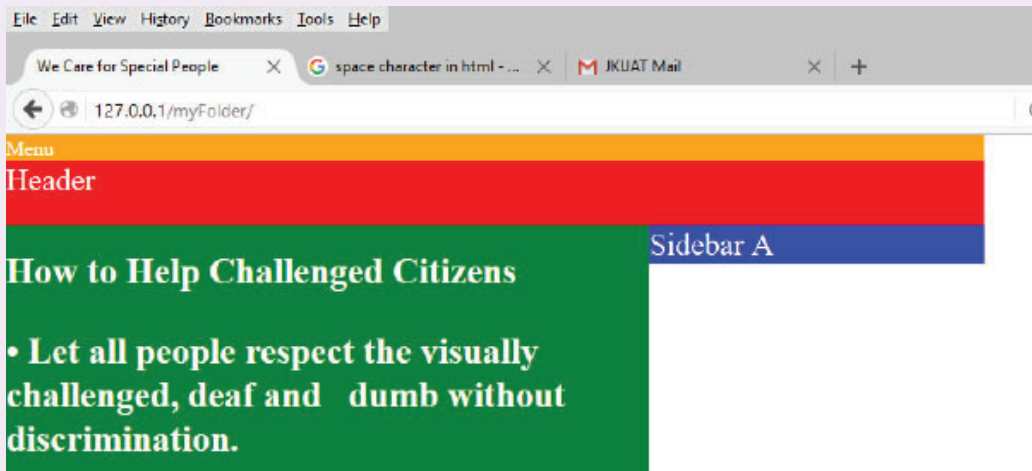 File Edit View History Bookmarks Tools Help
We Care for Special People space character in html - ... JKUAT Mail
127.0.0.1/myFolder/
Menu
Header
Sidebar A
How to Help Challenged Citizens
• Let all people respect the visually
challenged, deaf and dumb without
discrimination.